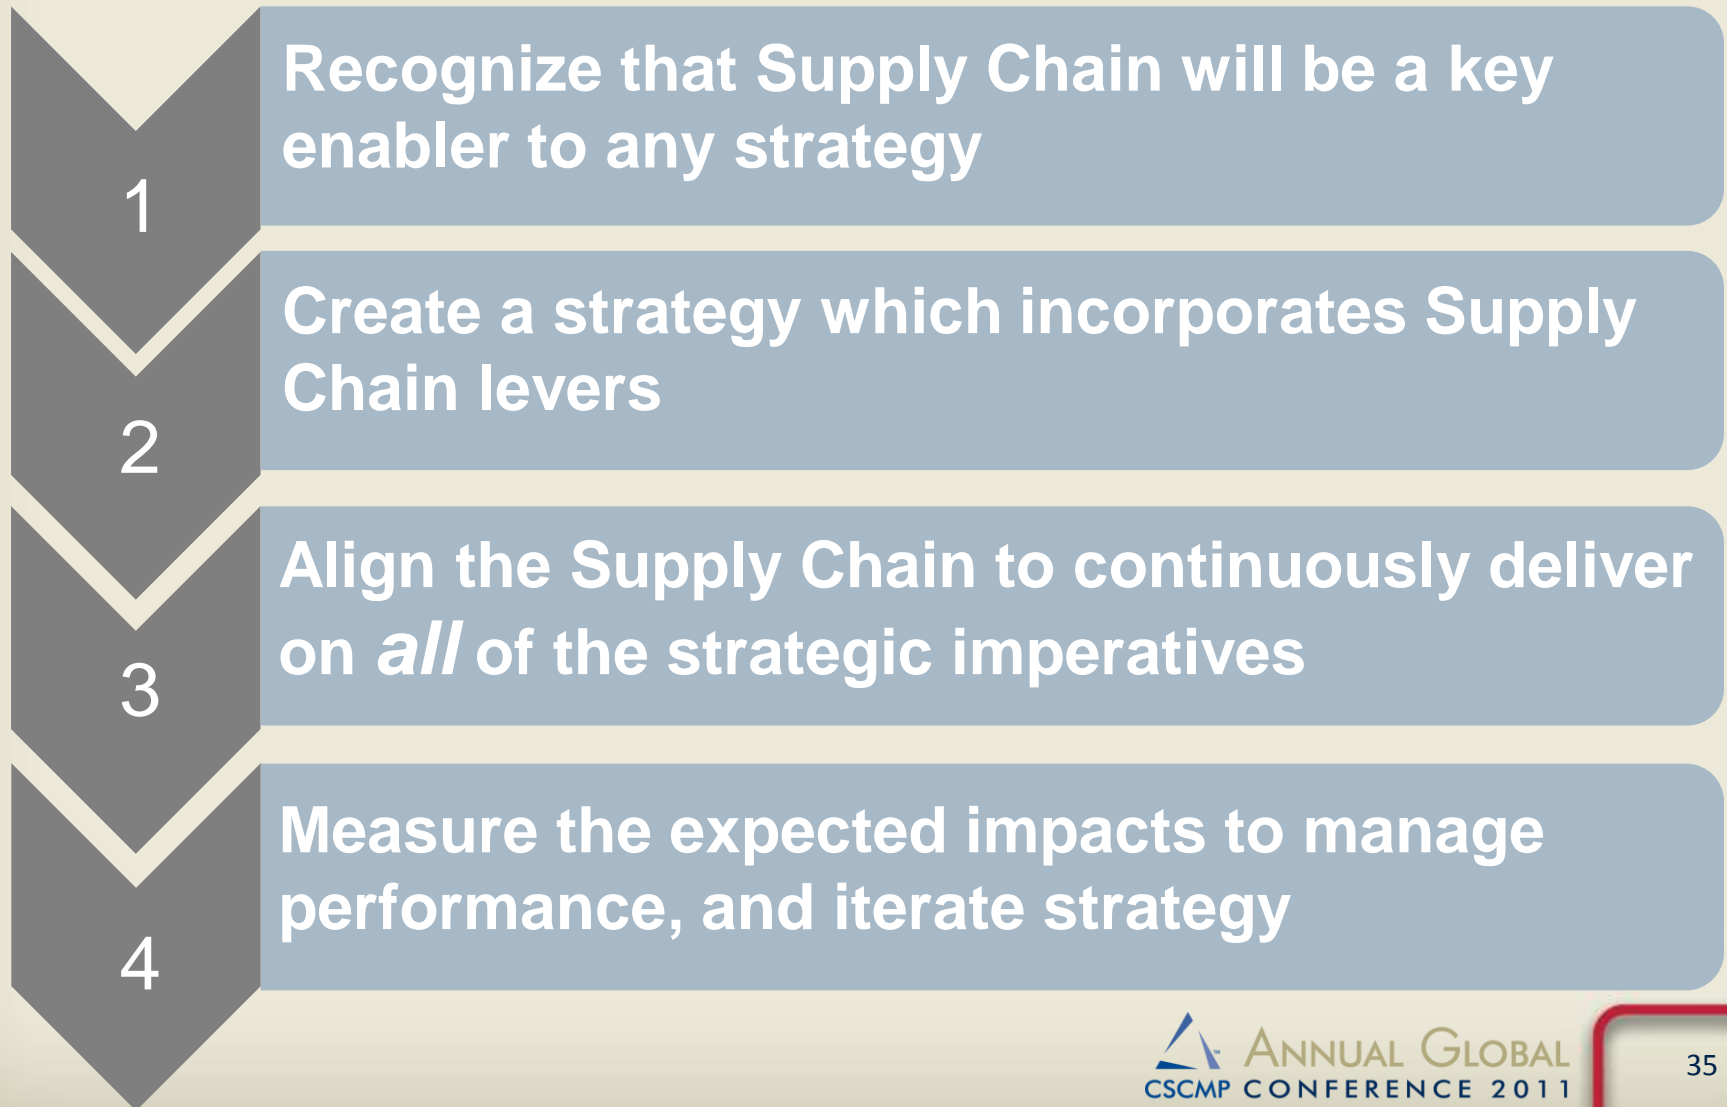 1
Recognize that Supply Chain will be a key
enabler to any strategy
2
Create a strategy which incorporates Supply
Chain levers
3
Align the Supply Chain to continuously deliver
on all of the strategic imperatives
4
Measure the expected impacts to manage
performance, and iterate strategy
™
ANNUAL GLOBAL
CSCMP CONFERENCE 2011
35